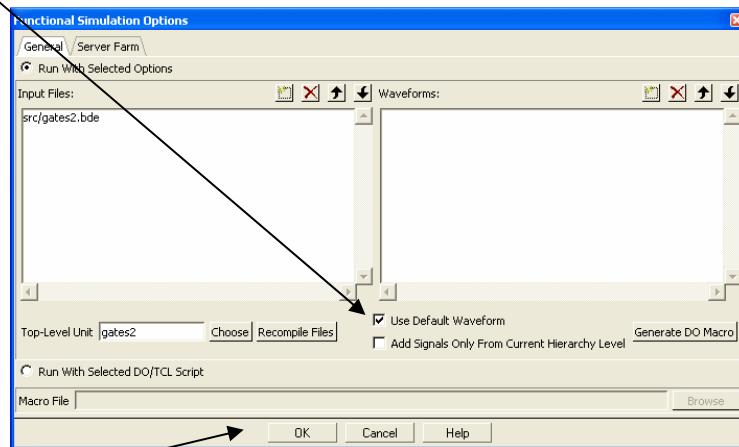 Functional Simulation Options
General Server Farm
Run With Selected Options
Input Files:
Waveforms:
src/gates2.bde
Top-Level Unit gates2 Choose Recompile Files
Use Default Waveform
Add Signals Only From Current Hierarchy Level
Generate DO Macro
Run With Selected DO/TCL Script
Macro File Browse
OK Cancel Help